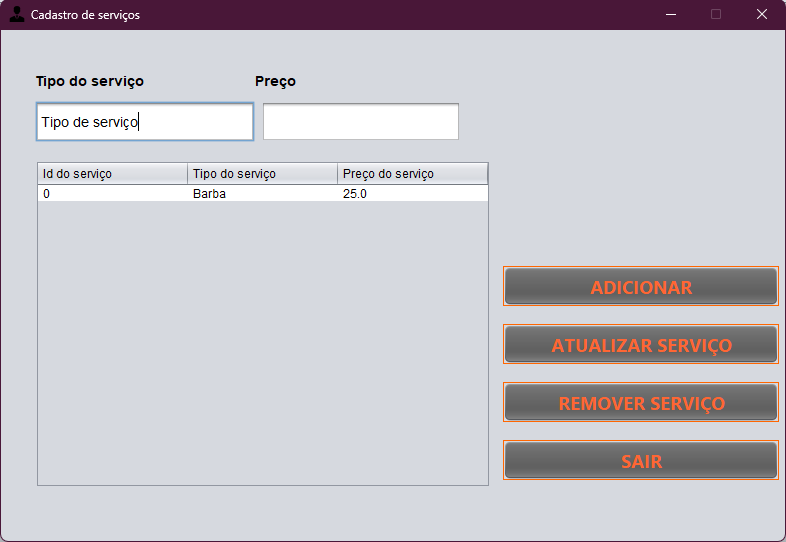 Cadastro de serviços
Tipo do serviço Preço
Tipo de serviço
Id do serviço Tipo do serviço Preço do serviço
0 Barba 25.0
ADICIONAR
ATUALIZAR SERVIÇO
REMOVER SERVIÇO
SAIR